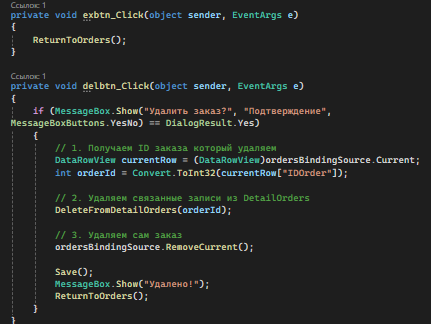 Ссылок: 1
private void exbtn_Click(object sender, EventArgs e)
{
ReturnToOrders();
}
Ссылок: 1
private void delbtn_Click(object sender, EventArgs e)
{
if (MessageBox.Show("Удалить заказ?", "Подтверждение",
MessageBoxButtons.YesNo) == DialogResult.Yes)
{
// 1. Получаем ID заказа который удаляем
DataRowView currentRow = (DataRowView)ordersBindingSource.Current;
int orderId = Convert.ToInt32(currentRow["IDOrder"]);
// 2. Удаляем связанные записи из DetailOrders
DeleteFromDetailOrders(orderId);
// 3. Удаляем сам заказ
ordersBindingSource.RemoveCurrent();
Save();
MessageBox.Show("Удалено!");
ReturnToOrders();
}
}